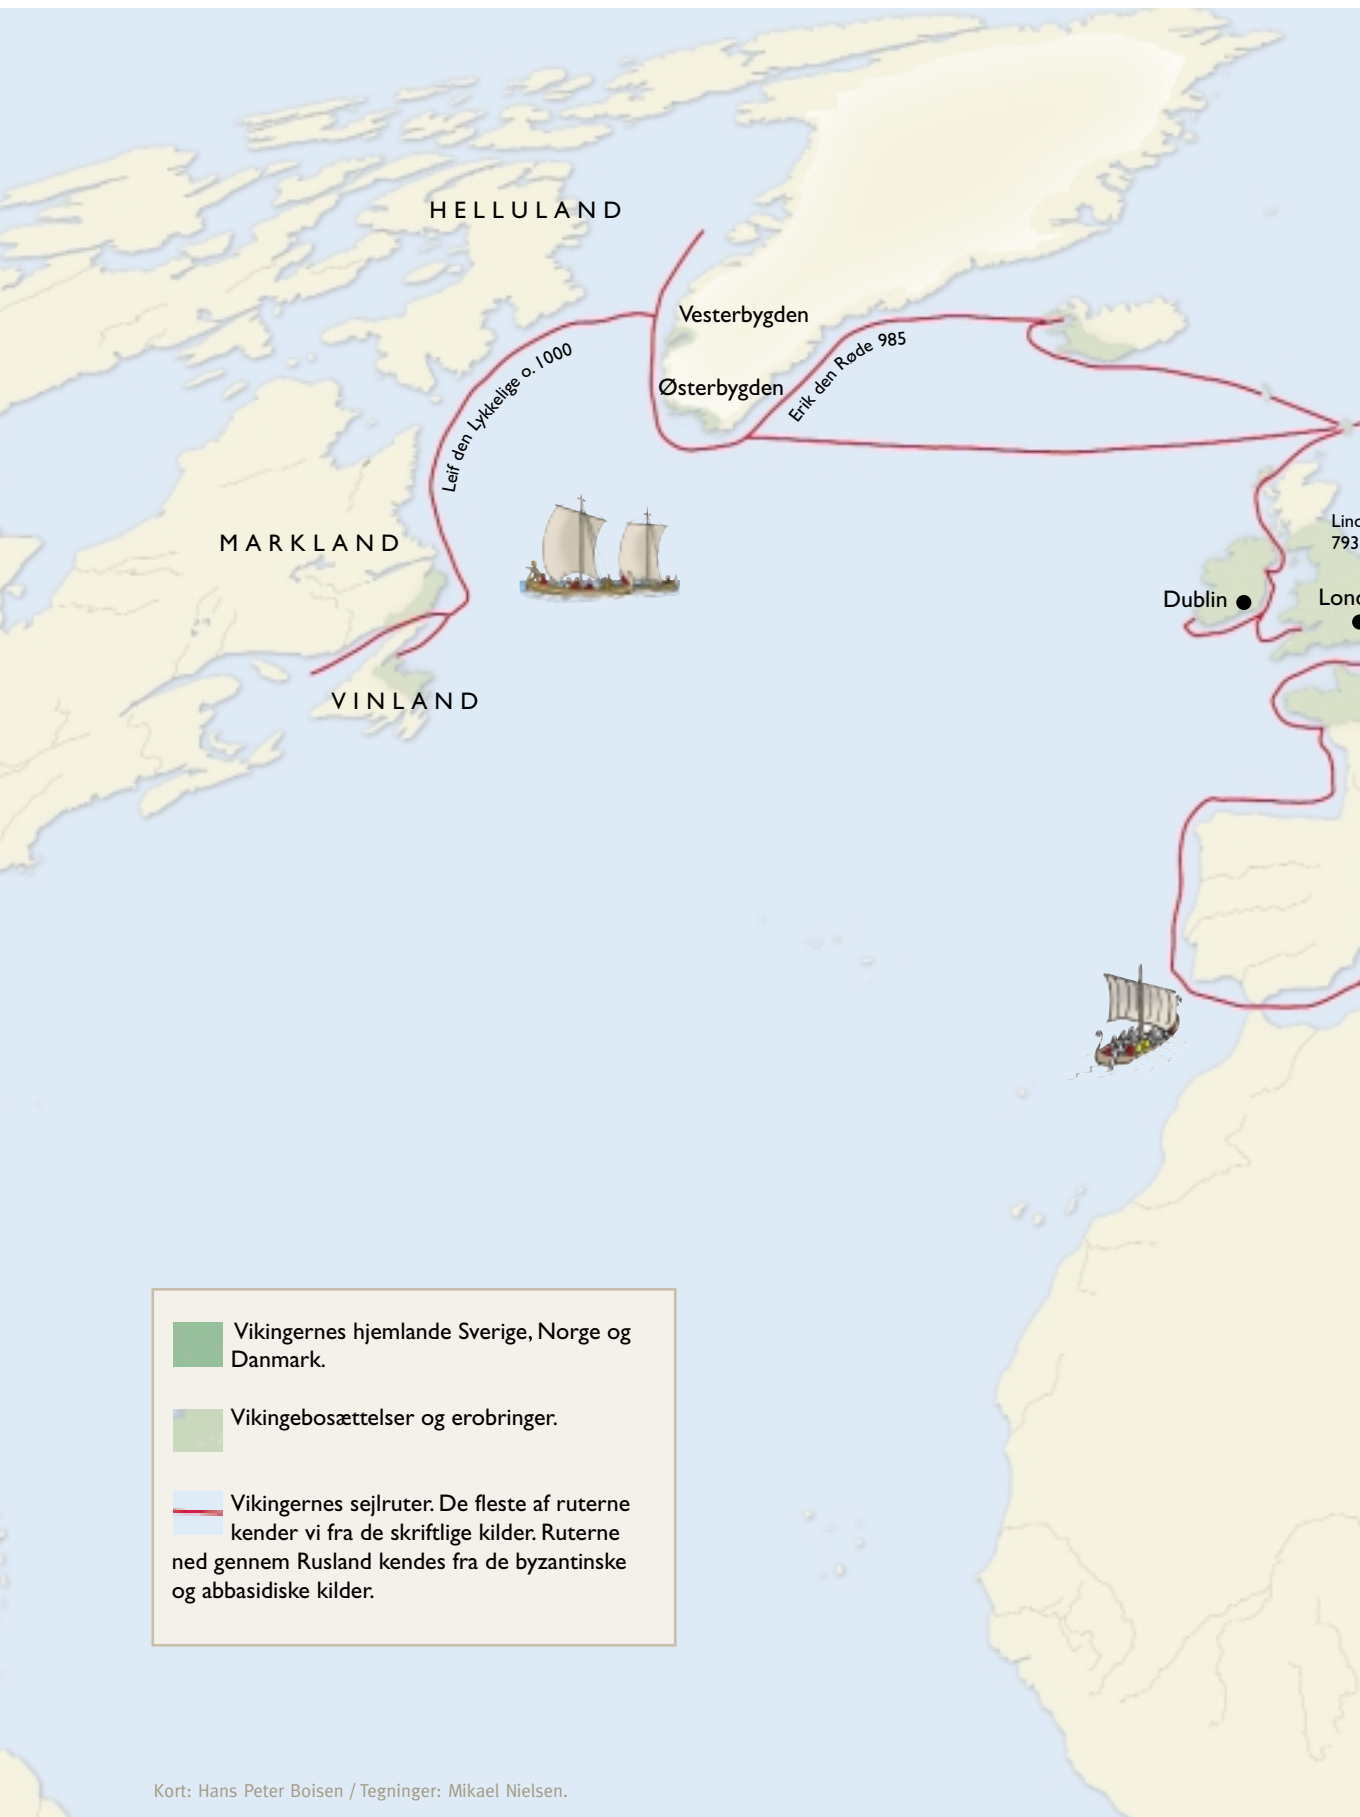 HELLULAND
Vesterbygden
Erik den Røde 985
Leif den Lykkelige o. 1000
Østerbygden
MARKLAND
793
Dublin
VINLAND
Vikingernes hjemlande Sverige, Norge og
Danmark.
Vikingebosættelser og erobringer.
Vikingernes sejlruter. De fleste af ruterne
kender vi fra de skriftlige kilder. Ruterne
ned gennem Rusland kendes fra de byzantinske
og abbasidiske kilder.
Kort: Hans Peter Boisen / Tegninger: Mikael Nielsen.